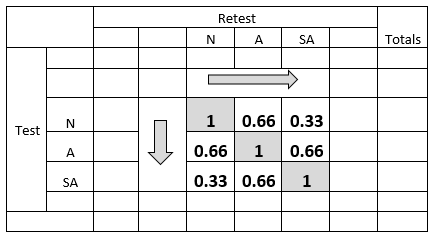 Retest
N A SA Totals
Test
N 1 0.66 0.33
A 0.66 1 0.66
SA 0.33 0.66 1